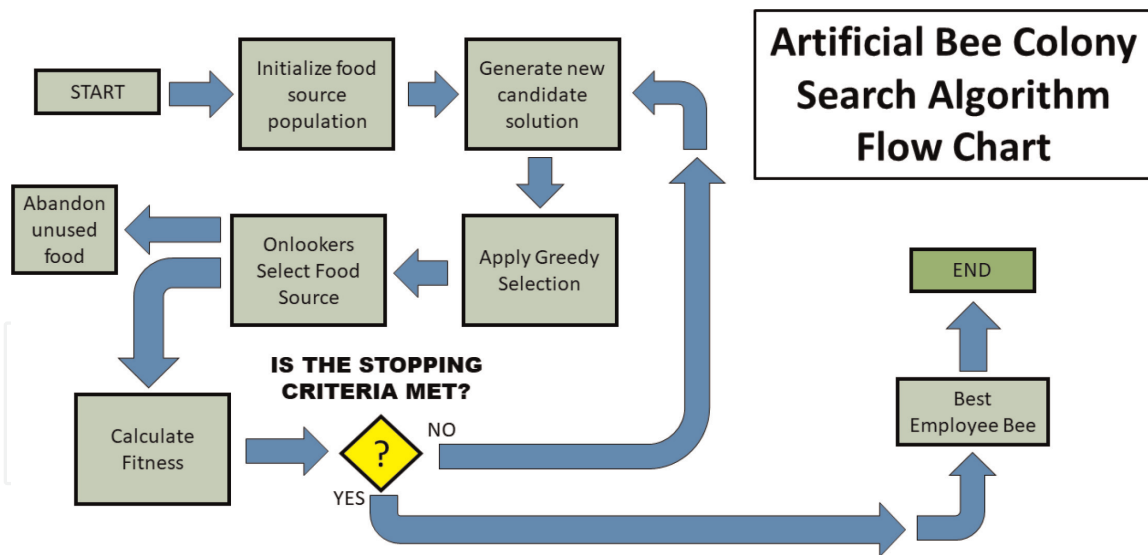 Artificial Bee Colony
Search Algorithm
Flow Chart
START
Initialize food
source
population
Generate new
candidate
solution
Abandon
unused
food
Onlookers
Select Food
Source
Apply Greedy
Selection
END
IS THE STOPPING
CRITERIA MET?
Calculate
Fitness
?
NO
YES
Best
Employee Bee